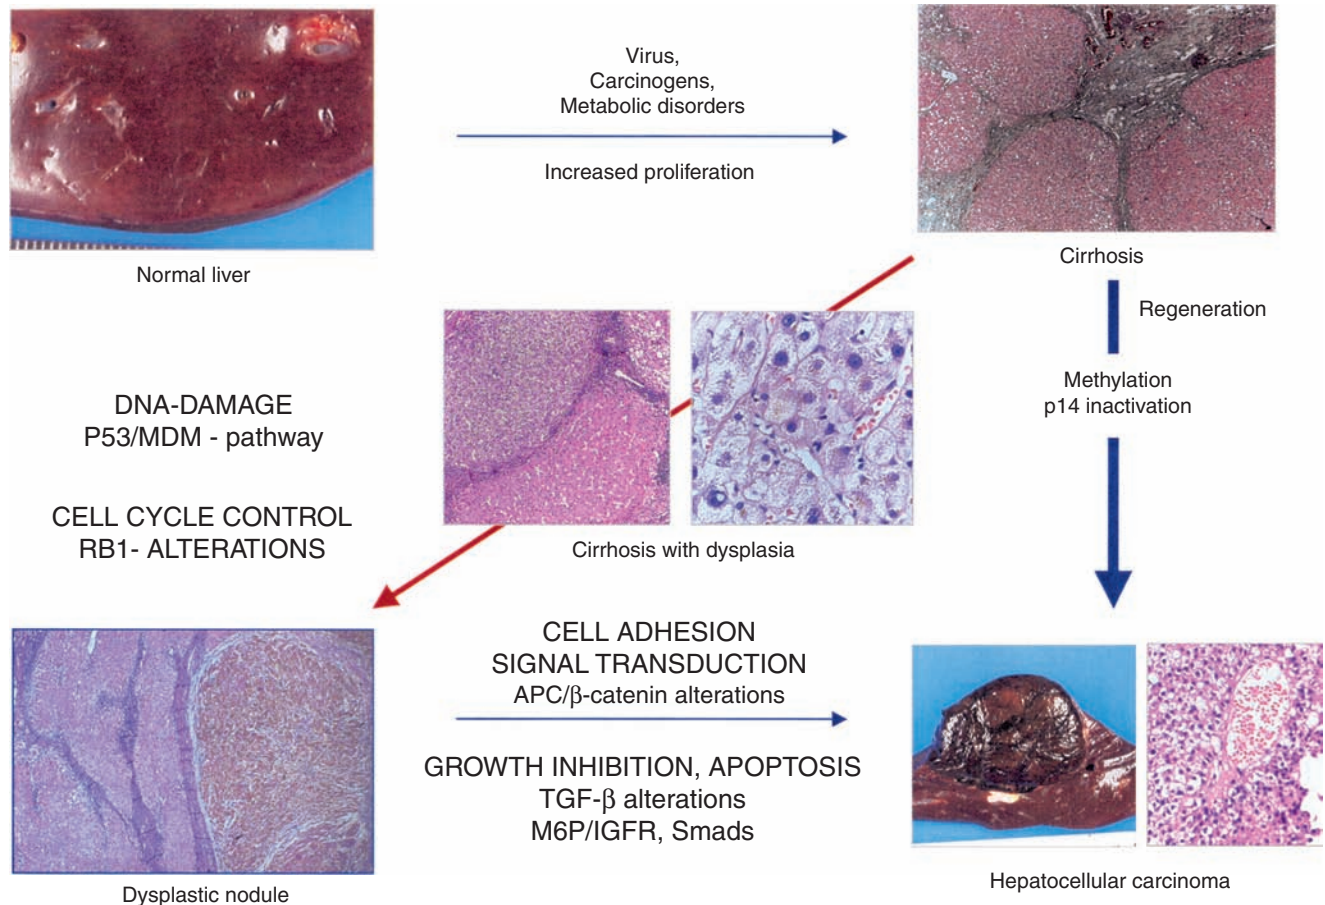 Virus,
Carcinogens,
Metabolic disorders
Increased proliferation
Normal liver
Cirrhosis
Regeneration
Methylation
p14 inactivation
DNA-DAMAGE
P53/MDM - pathway
CELL CYCLE CONTROL
RB1- ALTERATIONS
Cirrhosis with dysplasia
CELL ADHESION
SIGNAL TRANSDUCTION
APC/β-catenin alterations
GROWTH INHIBITION, APOPTOSIS
TGF-β alterations
M6P/IGFR, Smads
Dysplastic nodule
Hepatocellular carcinoma